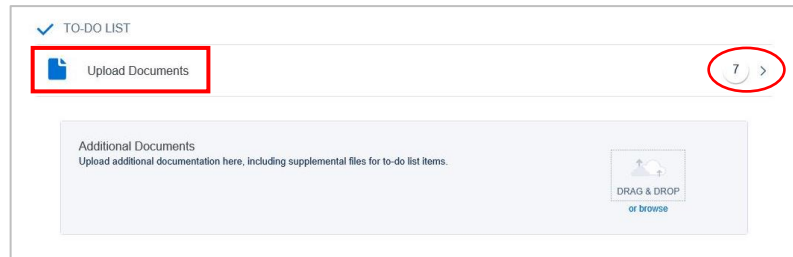 TO-DO LIST
Upload Documents
7
Additional Documents
Upload additional documentation here, including supplemental files for to-do list items.
DRAG & DROP
or browse